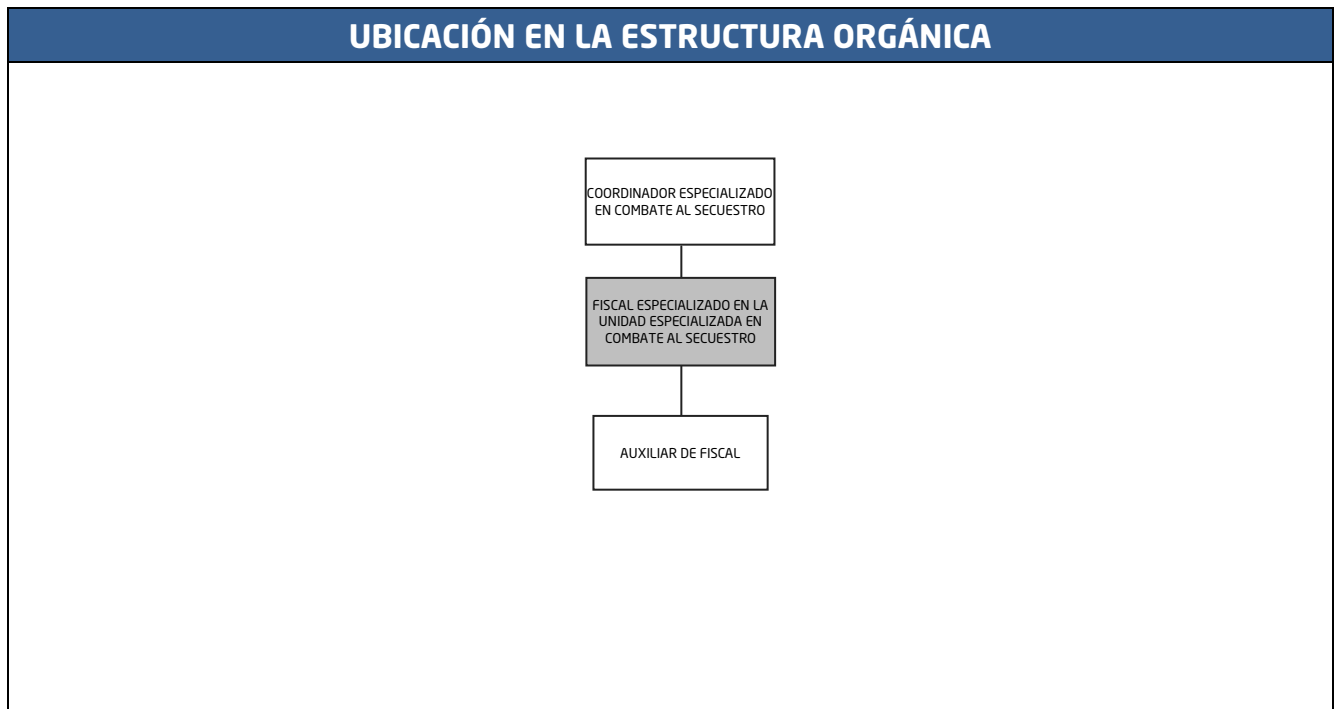 UBICACIÓN EN LA ESTRUCTURA ORGÁNICA
COORDINADOR ESPECIALIZADO
EN COMBATE AL SECUESTRO
FISCAL ESPECIALIZADO EN LA
UNIDAD ESPECIALIZADA EN
COMBATE AL SECUESTRO
AUXILIAR DE FISCAL